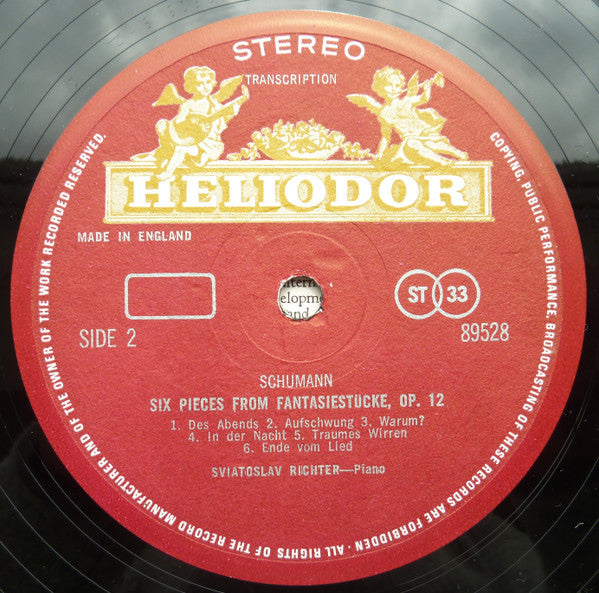 STEREO
TRANSCRIPTION
HELIODOR
MADE IN ENGLAND
SIDE 2
ST 33
89528
SCHUMANN
SIX PIECES FROM FANTASIESTÜCKE, OP. 12
1. Des Abends 2. Aufschwung 3. Warum?
4. In der Nacht 5. Traumes Wirren
6. Ende vom Lied
SVIATOSLAV RICHTER—Piano
ALL RIGHTS OF THE RECORD MANUFACTURER AND OF THE OWNER OF THE WORK RECORDED RESERVED.
COPYING, PUBLIC PERFORMANCE, BROADCASTING OF THESE RECORDS ARE FORBIDDEN ·